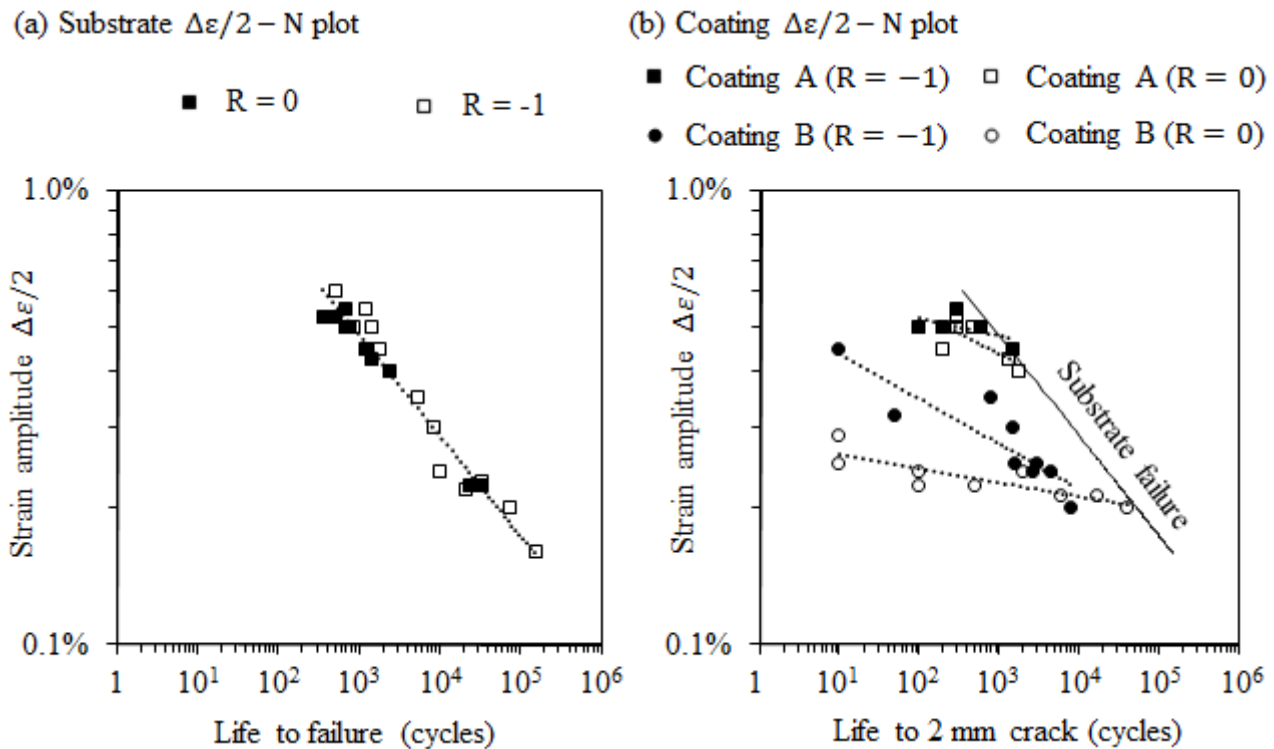 (a) Substrate Δε/2 − N plot
R = 0
R = -1
1.0%
0.1%
Strain amplitude Δε/2
1
10¹
10²
10³
10⁴
10⁵
10⁶
Life to failure (cycles)
(b) Coating Δε/2 − N plot
Coating A (R = −1)
Coating A (R = 0)
Coating B (R = −1)
Coating B (R = 0)
1.0%
0.1%
Strain amplitude Δε/2
Substrate failure
1
10¹
10²
10³
10⁴
10⁵
10⁶
Life to 2 mm crack (cycles)